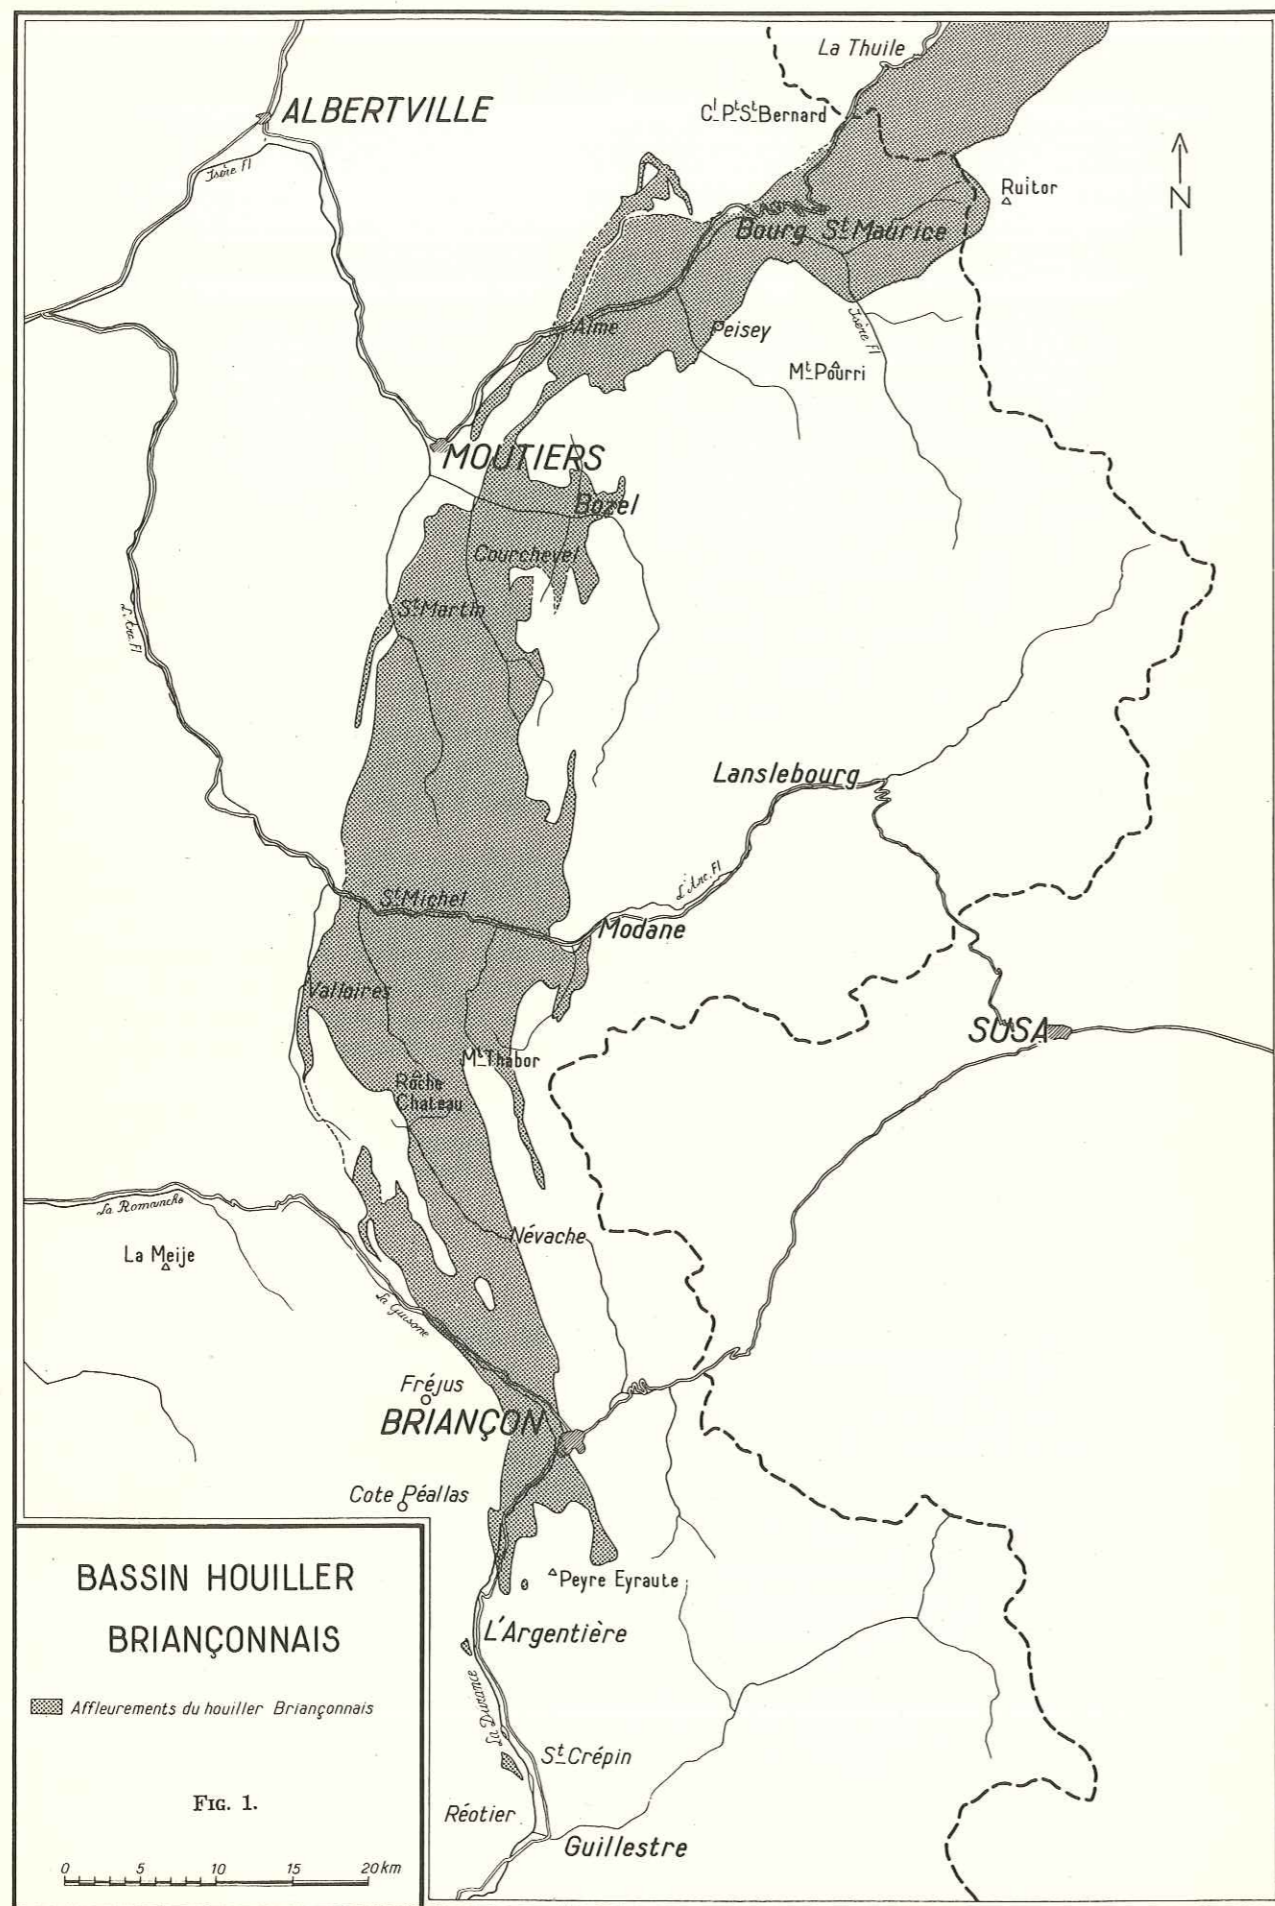 La Thuile
ALBERTVILLE
Cl Pt St Bernard
Isère Fl
Ruitor
N
Bourg St Maurice
Aime
Peisey
Isère Fl
Mt Pourri
MOUTIERS
Bozel
Courchevel
St Martin
L'Arc. Fl
Lanslebourg
L'Arc. Fl
St Michel
Modane
Valloires
SUSA
Mt Thabor
Roche
Chateau
La Romanche
Névache
La Meije
La Guisane
Fréjus
BRIANÇON
Cote Péallas
Peyre Eyraute
L'Argentière
La Durance
St Crépin
Réotier
Guillestre
BASSIN HOUILLER
BRIANÇONNAIS
Affleurements du houiller Briançonnais
FIG. 1.
0 5 10 15 20 km